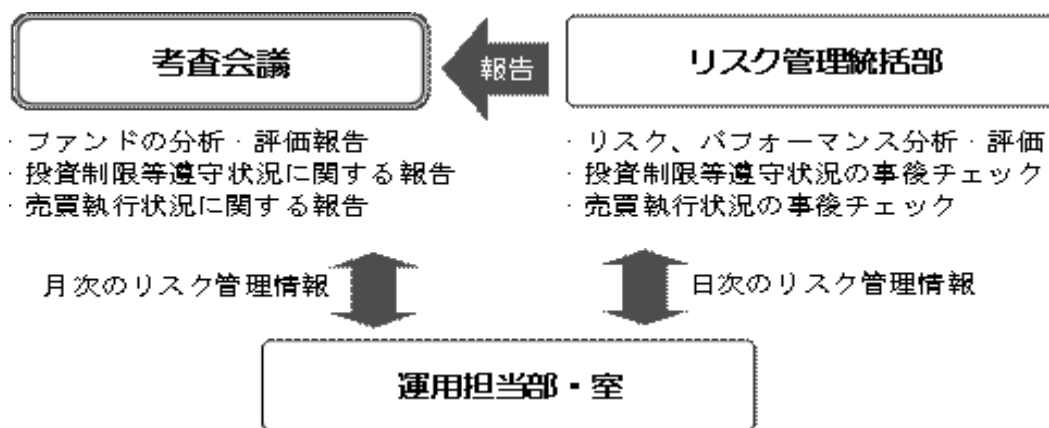 考査会議
報告
リスク管理統括部
· ファンドの分析 · 評価報告
· 投資制限等遵守状況に関する報告
· 売買執行状況に関する報告
· リスク、パフォーマンス分析 · 評価
· 投資制限等遵守状況の事後チェック
· 売買執行状況の事後チェック
月次のリスク管理情報
日次のリスク管理情報
運用担当部・室